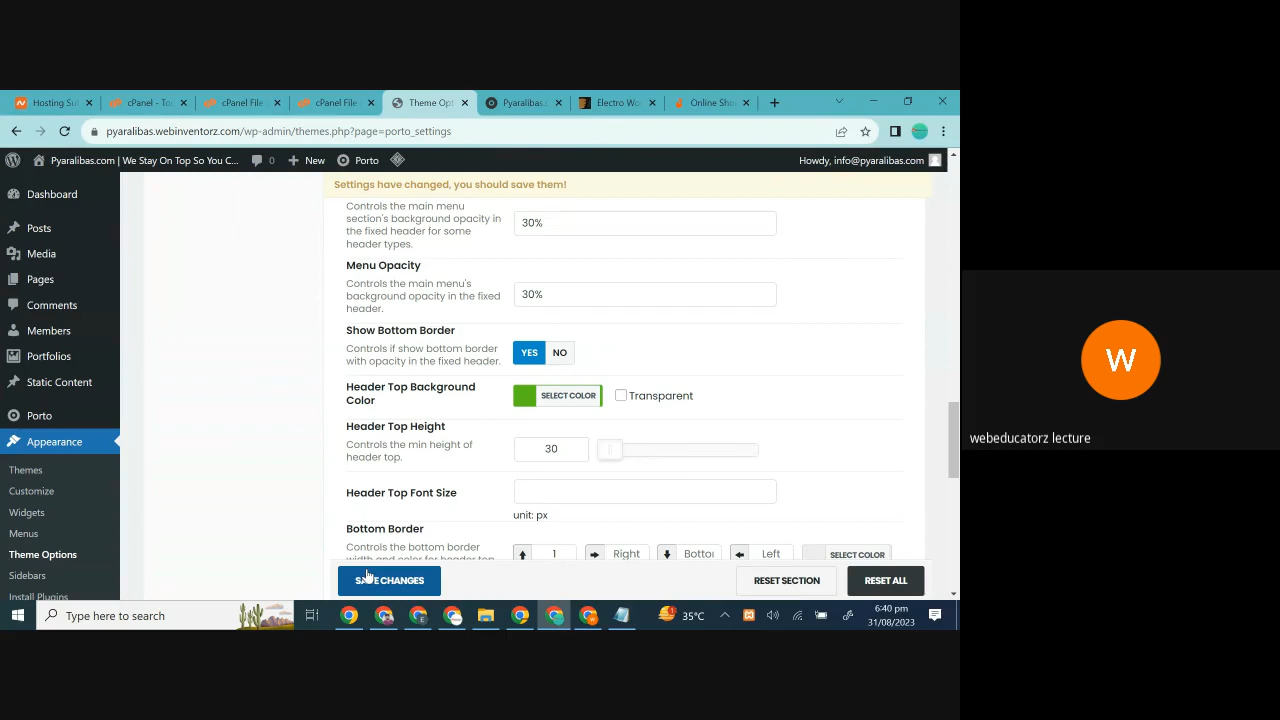 Hosting Su
cPanel - To
cPanel File
cPanel File
Theme Opt
Pyaralibas.
Electro Wo
Online Sho
pyaralibas.webinventorz.com/wp-admin/themes.php?page=porto_settings
Pyaralibas.com | We Stay On Top So You C...
0
New
Porto
Howdy, info@pyaralibas.com
Dashboard
Posts
Media
Pages
Comments
Members
Portfolios
Static Content
Porto
Appearance
Themes
Customize
Widgets
Menus
Theme Options
Sidebars
Install Plugins
Settings have changed, you should save them!
Controls the main menu
section's background opacity in
the fixed header for some
header types.
30%
Menu Opacity
Controls the main menu's
background opacity in the fixed
header.
30%
Show Bottom Border
Controls if show bottom border
with opacity in the fixed header.
YES NO
Header Top Background
Color
SELECT COLOR
Transparent
Header Top Height
Controls the min height of
header top.
30
Header Top Font Size
unit: px
Bottom Border
Controls the bottom border
width and color for header top
1 Right Botto Left SELECT COLOR
SAVE CHANGES
RESET SECTION
RESET ALL
Type here to search
35°C
6:40 pm
31/08/2023
W
webeducatorz lecture